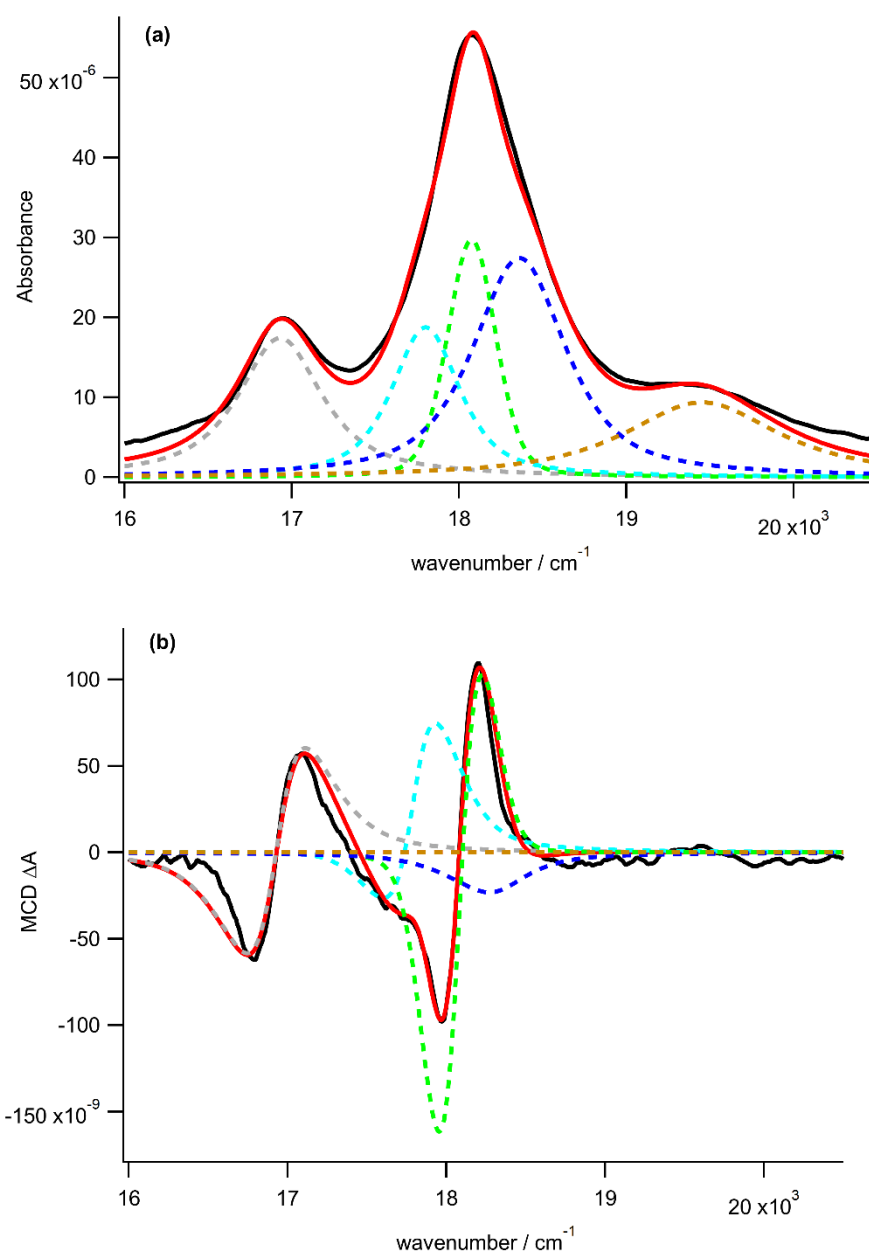 (a)
50 x10⁻⁶
40
30
20
10
0
Absorbance
16 17 18 19 20 x10³
wavenumber / cm⁻¹
(b)
100
50
0
-50
-100
-150 x10⁻⁹
MCD ΔA
16 17 18 19 20 x10³
wavenumber / cm⁻¹